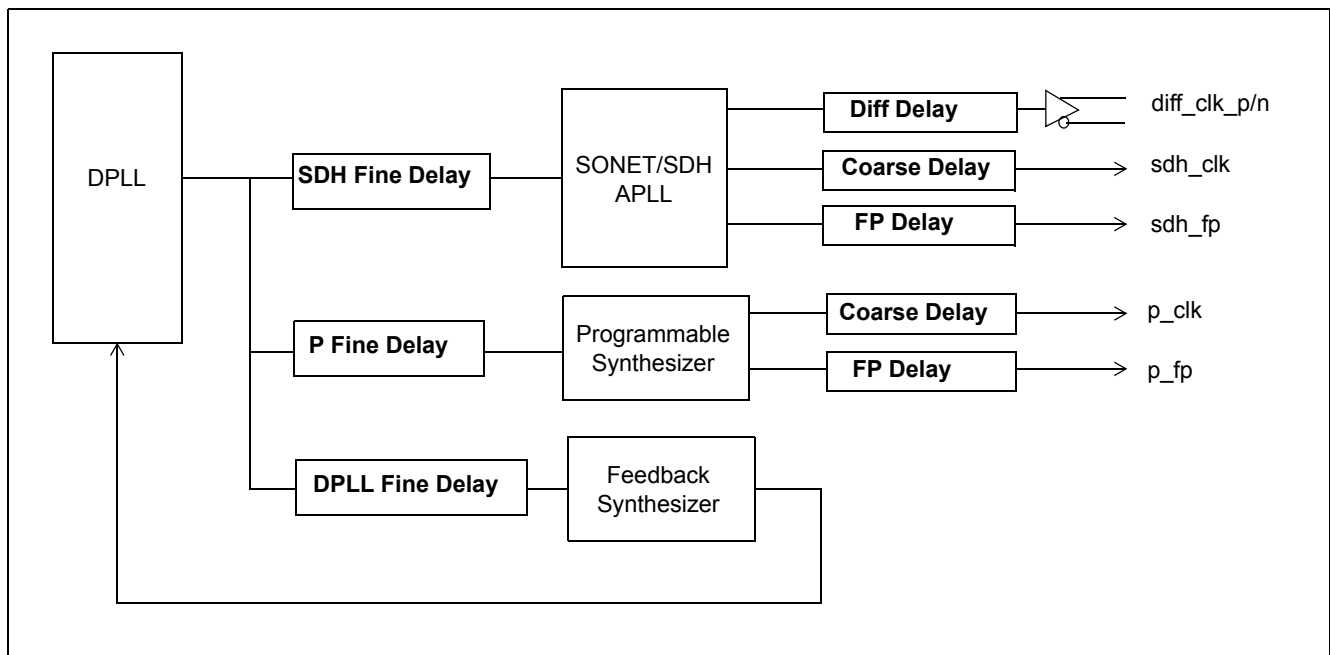 DPLL
SDH Fine Delay
SONET/SDH
APLL
Diff Delay
diff_clk_p/n
Coarse Delay
sdh_clk
FP Delay
sdh_fp
P Fine Delay
Programmable
Synthesizer
Coarse Delay
p_clk
FP Delay
p_fp
DPLL Fine Delay
Feedback
Synthesizer